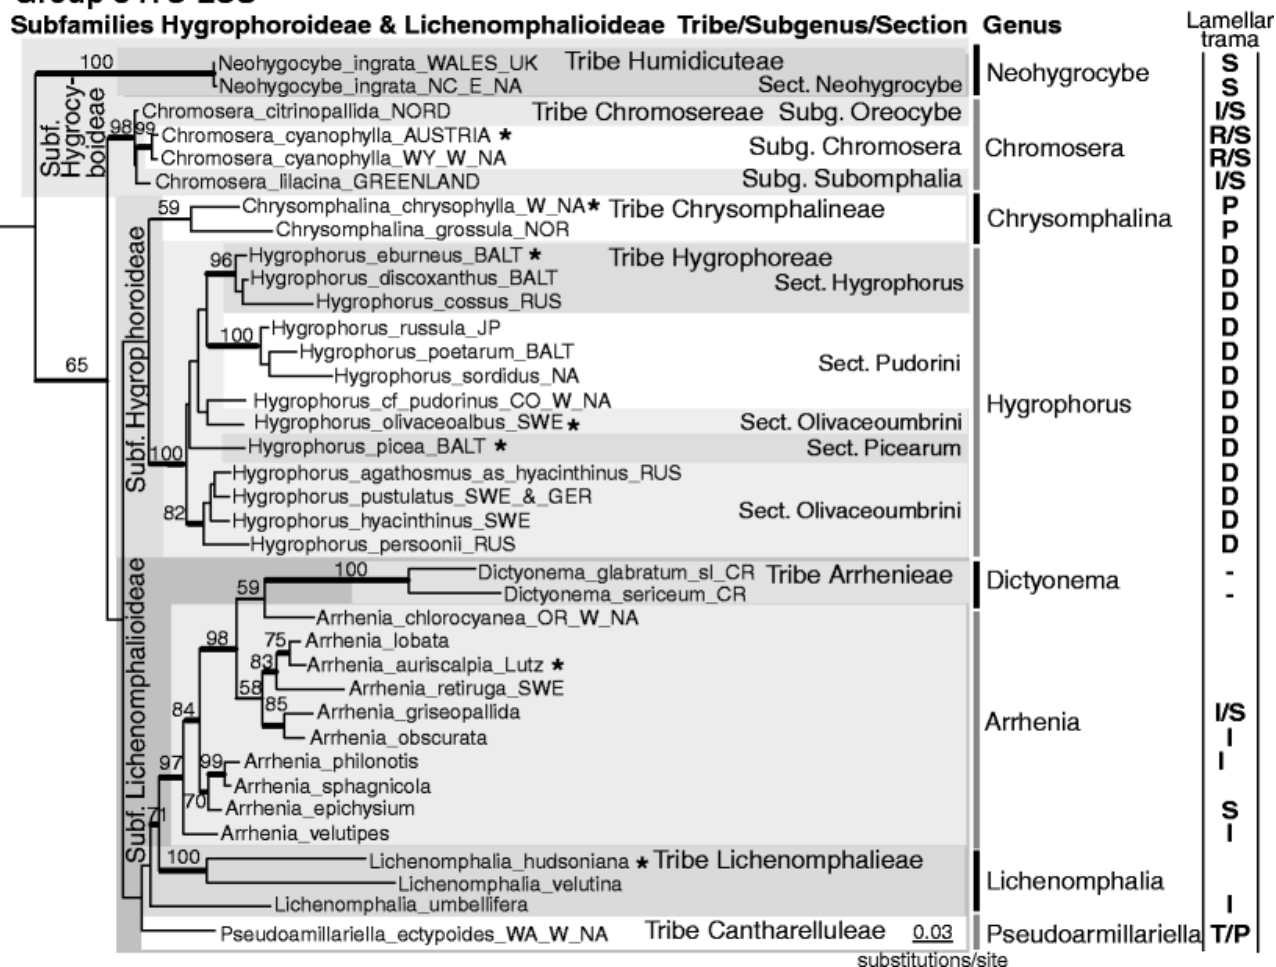 Subfamilies Hygrophoroideae & Lichenomphalioideae Tribe/Subgenus/Section Genus Lamellar trama
100 Neohygocybe_ingrata_WALES_UK Tribe Humidicuteae S
Neohygocybe_ingrata_NC_E_NA Sect. Neohygrocybe Neohygrocybe S
Subf. Hygrocy-boideae
Chromosera_citrinopallida_NORD Tribe Chromosereae Subg. Oreocybe I/S
98 99 Chromosera_cyanophylla_AUSTRIA * R/S
Chromosera_cyanophylla_WY_W_NA Subg. Chromosera Chromosera R/S
Chromosera_lilacina_GREENLAND Subg. Subomphalia I/S
59 Chrysomphalina_chrysophylla_W_NA* Tribe Chrysomphalineae P
Chrysomphalina_grossula_NOR Chrysomphalina P
Subf. Hygrophoroideae
96 Hygrophorus_eburneus_BALT * Tribe Hygrophoreae D
Hygrophorus_discoxanthus_BALT Sect. Hygrophorus D
Hygrophorus_cossus_RUS D
100 Hygrophorus_russula_JP D
Hygrophorus_poetarum_BALT Sect. Pudorini D
65 Hygrophorus_sordidus_NA D
Hygrophorus_cf_pudorinus_CO_W_NA Hygrophorus D
Hygrophorus_olivaceoalbus_SWE * Sect. Olivaceoumbrini D
Hygrophorus_picea_BALT * Sect. Picearum D
100 Hygrophorus_agathosmus_as_hyacinthinus_RUS D
Hygrophorus_pustulatus_SWE_&_GER D
82 Hygrophorus_hyacinthinus_SWE Sect. Olivaceoumbrini D
Hygrophorus_persoonii_RUS D
Subf. Lichenomphalioideae
100 Dictyonema_glabratum_sl_CR Tribe Arrhenieae -
59 Dictyonema_sericeum_CR Dictyonema -
Arrhenia_chlorocyanea_OR_W_NA
98 75 Arrhenia_lobata
83 Arrhenia_auriscalpia_Lutz *
58 Arrhenia_retiruga_SWE
84 85 Arrhenia_griseopallida Arrhenia I/S
Arrhenia_obscurata I
97 99 Arrhenia_philonotis I
Arrhenia_sphagnicola
70 Arrhenia_epichysium S
71 Arrhenia_velutipes I
100 Lichenomphalia_hudsoniana * Tribe Lichenomphalieae
Lichenomphalia_velutina Lichenomphalia
Lichenomphalia_umbellifera I
Pseudoamillariella_ectypoides_WA_W_NA Tribe Cantharelluleae 0.03 Pseudoarmillariella T/P
substitutions/site